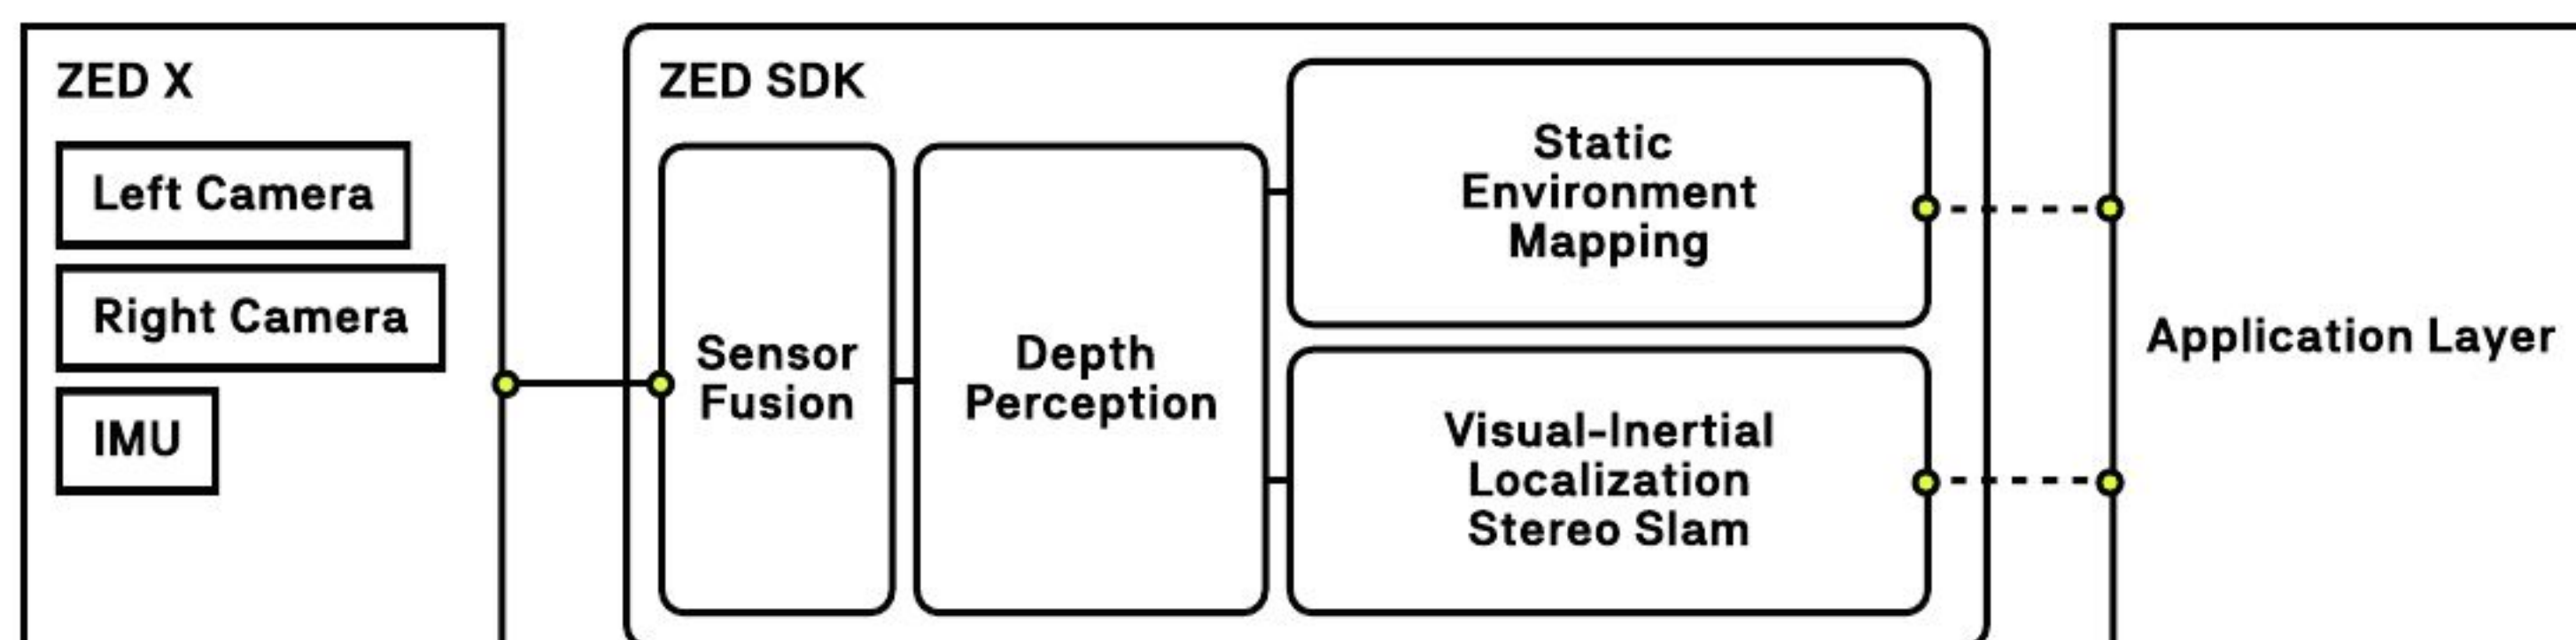 ZED X
Left Camera
Right Camera
IMU
ZED SDK
Sensor
Fusion
Depth
Perception
Static
Environment
Mapping
Visual-Inertial
Localization
Stereo Slam
Application Layer